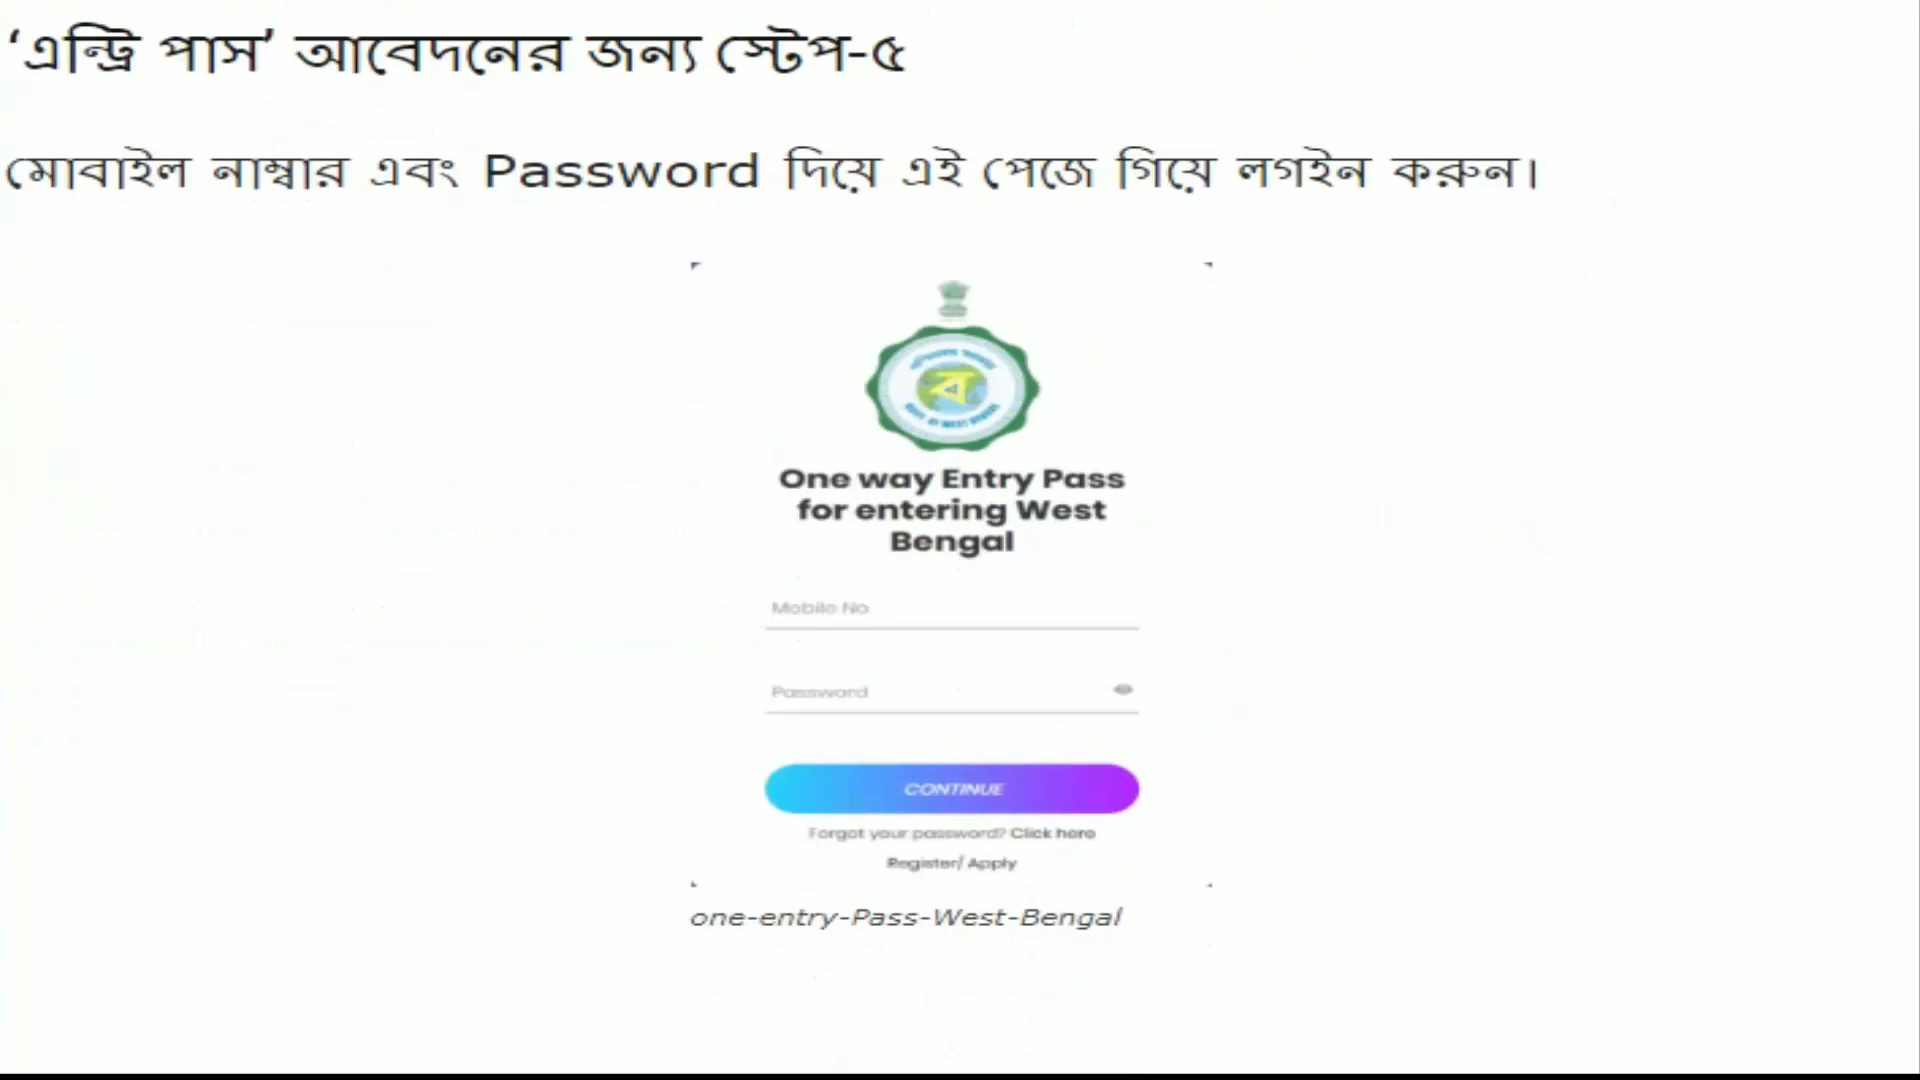 ‘এন্ট্রি পাস’ আবেদনের জন্য স্টেপ-৫
মোবাইল নাম্বার এবং Password দিয়ে এই পেজে গিয়ে লগইন করুন।
One way Entry Pass
for entering West
Bengal
Mobile No
Password
CONTINUE
Forgot your password? Click here
Register/ Apply
one-entry-Pass-West-Bengal